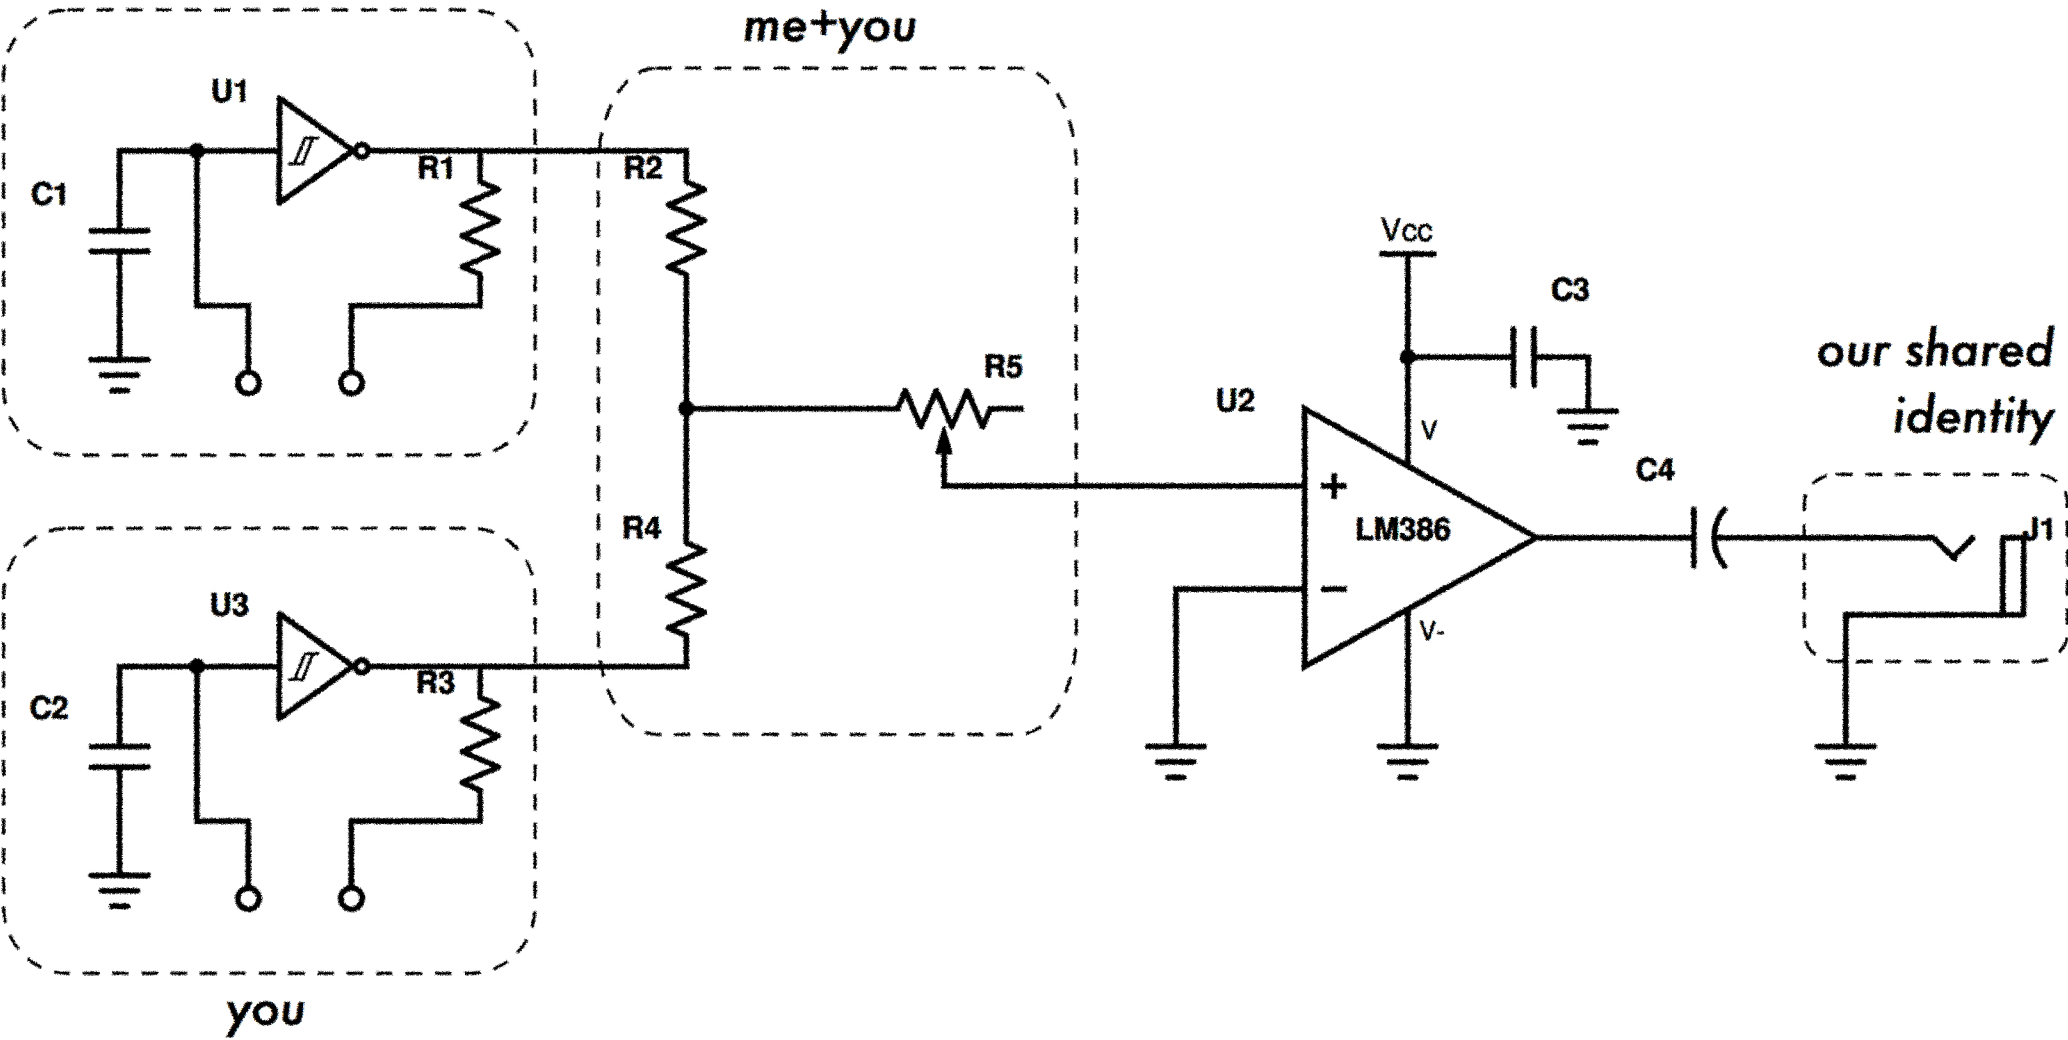 me+you
U1
R1
R2
C1
Vcc
C3
R5
U2
V
our shared
identity
C4
+
LM386
J1
R4
−
U3
V-
R3
C2
you